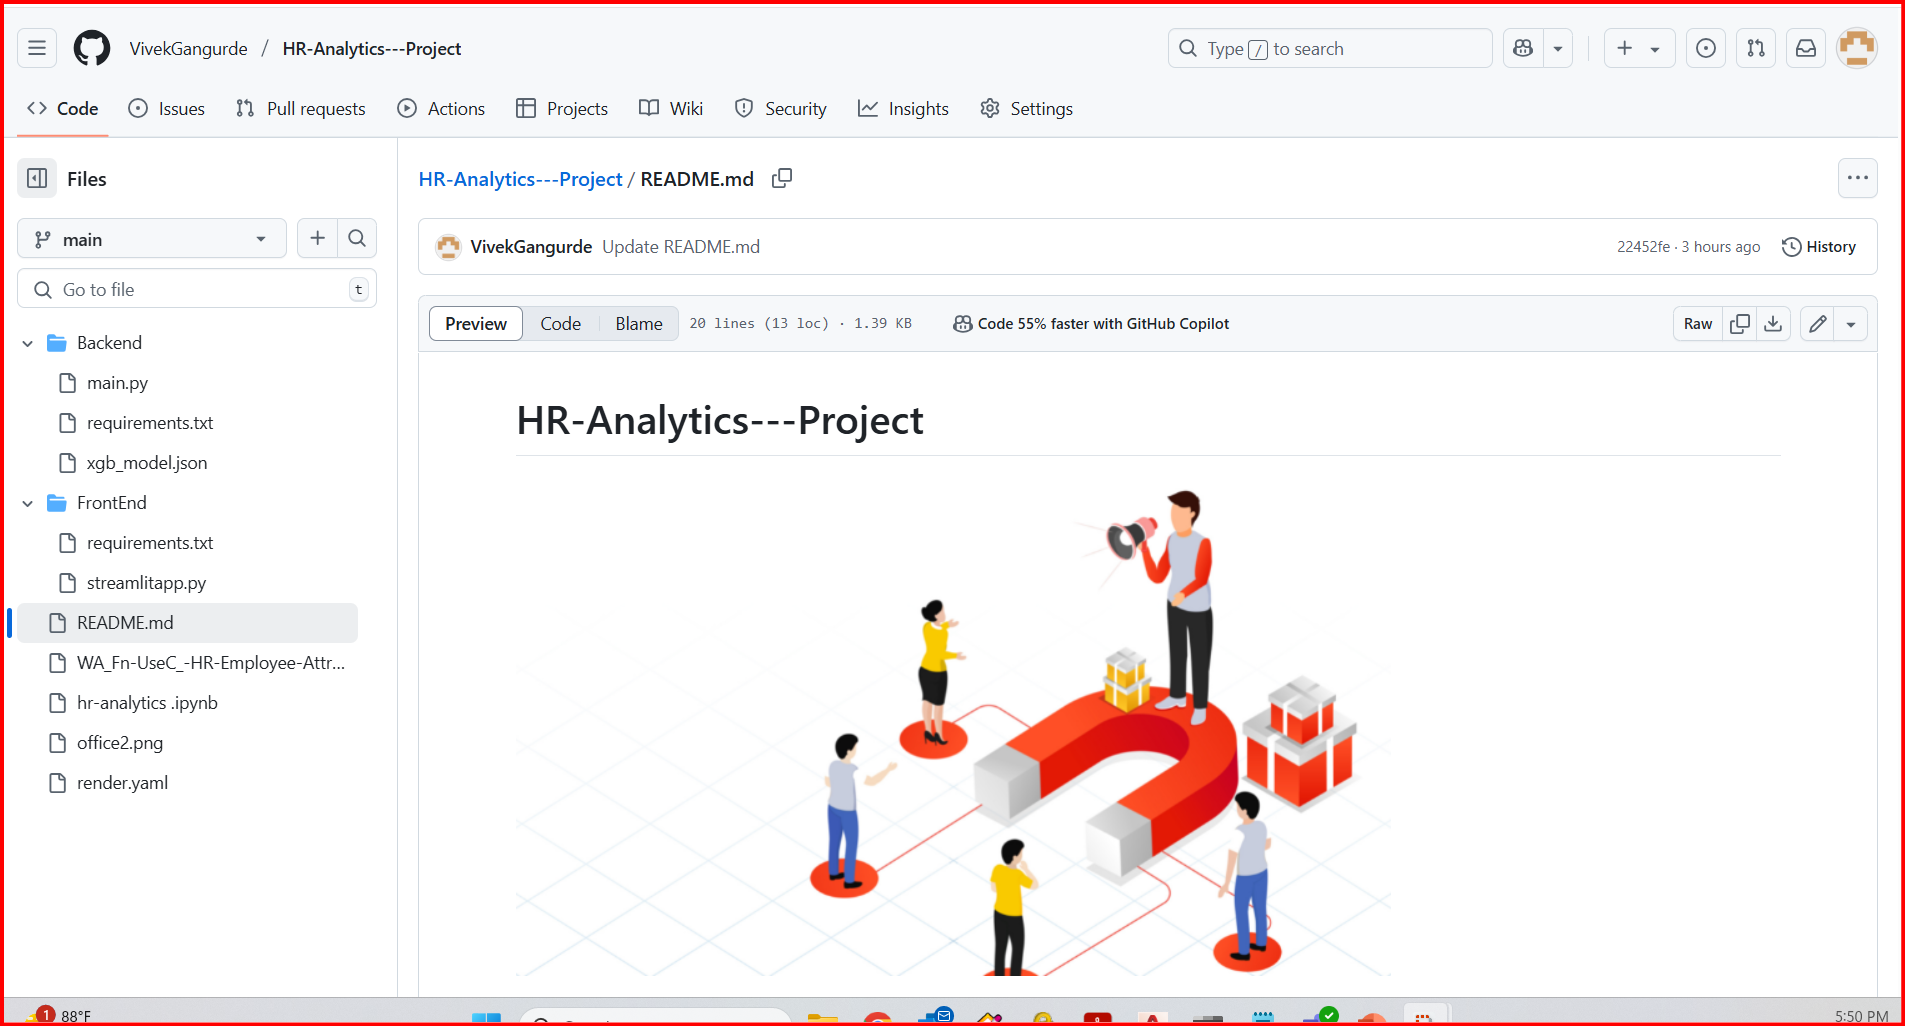 VivekGangurde / HR-Analytics---Project
Type / to search
Code Issues Pull requests Actions Projects Wiki Security Insights Settings
Files
main
Go to file t
Backend
main.py
requirements.txt
xgb_model.json
FrontEnd
requirements.txt
streamlitapp.py
README.md
WA_Fn-UseC_-HR-Employee-Attr...
hr-analytics .ipynb
office2.png
render.yaml
HR-Analytics---Project / README.md
VivekGangurde Update README.md
22452fe · 3 hours ago History
Preview Code Blame 20 lines (13 loc) · 1.39 KB Code 55% faster with GitHub Copilot Raw
HR-Analytics---Project
1 88°F
5:50 PM